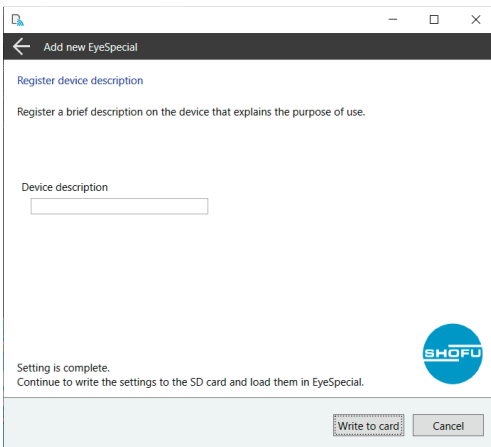 Add new EyeSpecial
Register device description
Register a brief description on the device that explains the purpose of use.
Device description
SHOFU
Setting is complete.
Continue to write the settings to the SD card and load them in EyeSpecial.
Write to card
Cancel